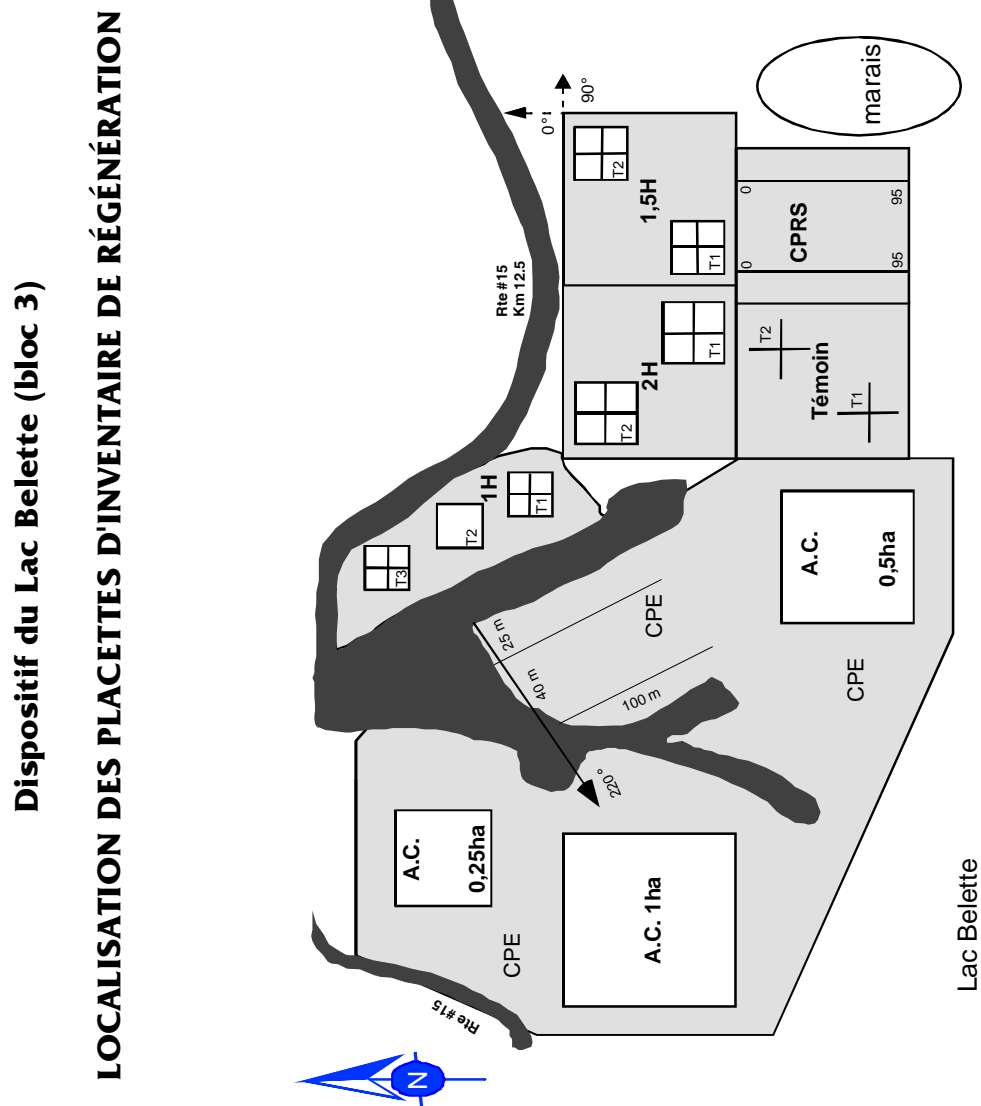 Dispositif du Lac Belette (bloc 3)
LOCALISATION DES PLACETTES D'INVENTAIRE DE RÉGÉNÉRATION
N
Rte #15
CPE
A.C.
0,25ha
A.C. 1ha
220°
25 m
40 m
100 m
CPE
CPE
A.C.
0,5ha
T3
T2
T1
1H
Rte #15
Km 12.5
T2
2H
T1
T2
1,5H
T1
0°
90°
T2
Témoin
T1
0
0
CPRS
95
95
marais
Lac Belette